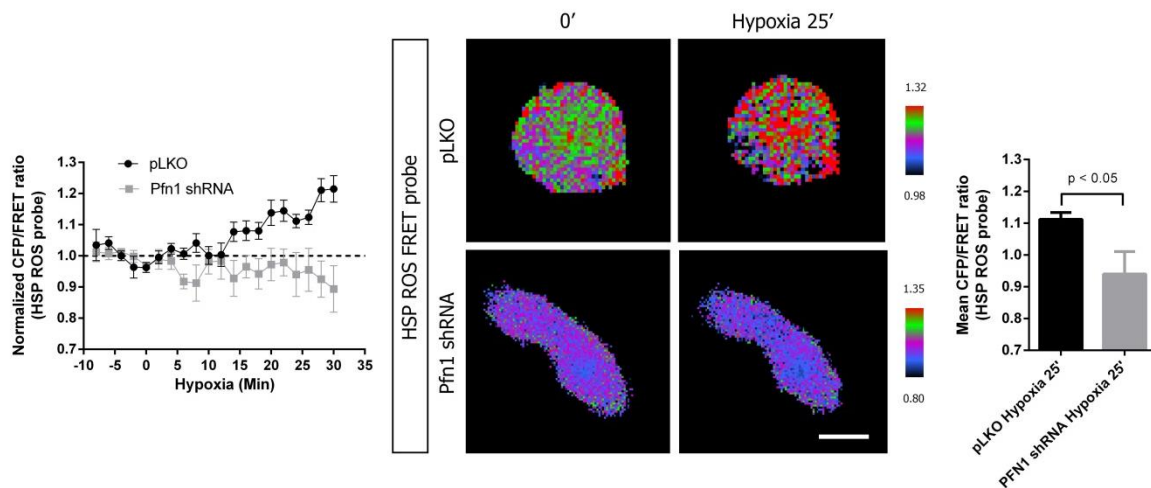 0'
Hypoxia 25'
pLKO
Pfn1 shRNA
Normalized CFP/FRET ratio
(HSP ROS probe)
1.3
1.2
1.1
1.0
0.9
0.8
0.7
-10 -5 0 5 10 15 20 25 30 35
Hypoxia (Min)
HSP ROS FRET probe
pLKO
Pfn1 shRNA
1.32
0.98
1.35
0.80
Mean CFP/FRET ratio
(HSP ROS probe)
1.3
1.2
1.1
1.0
0.9
0.8
0.7
p < 0.05
pLKO Hypoxia 25'
PFN1 shRNA Hypoxia 25'